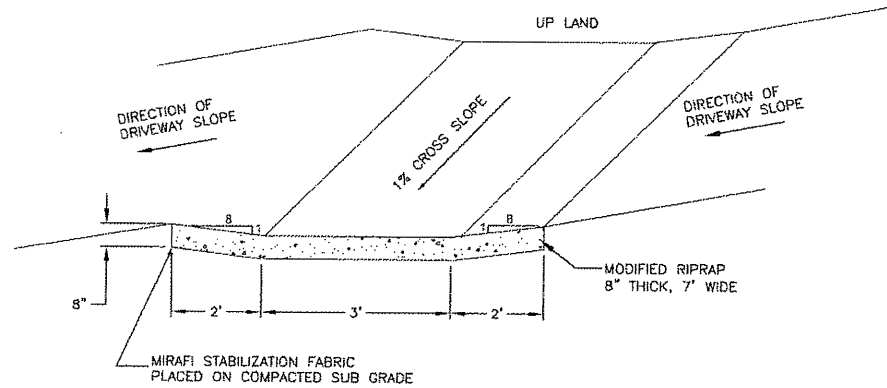 UP LAND
DIRECTION OF
DRIVEWAY SLOPE
1% CROSS SLOPE
DIRECTION OF
DRIVEWAY SLOPE
8
1
1
8
8"
2'
3'
2'
MODIFIED RIPRAP
8" THICK, 7' WIDE
MIRAFI STABILIZATION FABRIC
PLACED ON COMPACTED SUB GRADE